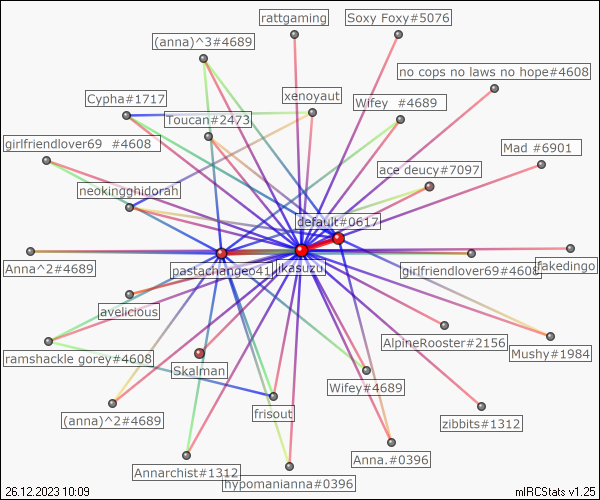 rattgaming
Soxy Foxy#5076
(anna)^3#4689
no cops no laws no hope#4608
Cypha#1717
xenoyaut
Wifey #4689
Toucan#2473
girlfriendlover69 #4608
Mad #6901
ace deucy#7097
neokingghidorah
default#0617
Anna^2#4689
pastachangeo41
ikasuzu
girlfriendlover69#4608
fakedingo
avelicious
AlpineRooster#2156
Mushy#1984
ramshackle gorey#4608
Skalman
Wifey#4689
(anna)^2#4689
frisout
zibbits#1312
Anna.#0396
Annarchist#1312
hypomanianna#0396
26.12.2023 10:09
mIRCStats v1.25